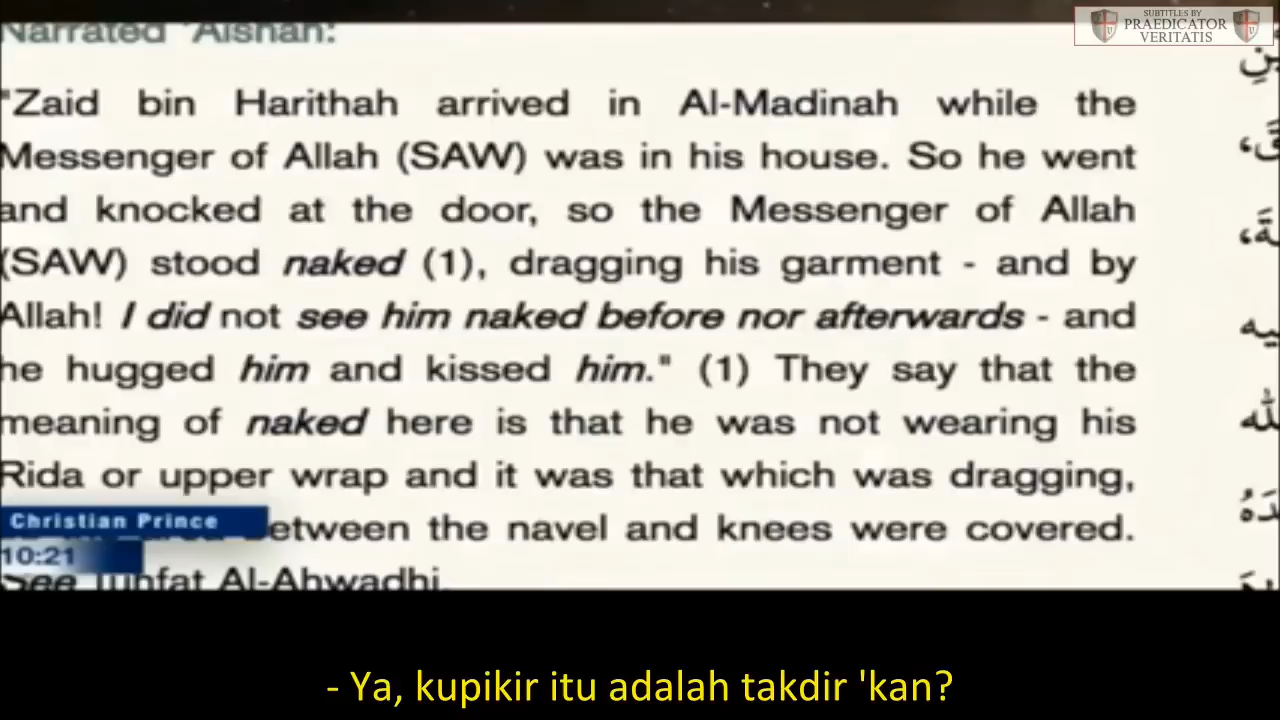 SUBTITLES BY
PRAEDICATOR
VERITATIS
Narrated 'Aishah:
"Zaid bin Harithah arrived in Al-Madinah while the
Messenger of Allah (SAW) was in his house. So he went
and knocked at the door, so the Messenger of Allah
(SAW) stood naked (1), dragging his garment - and by
Allah! I did not see him naked before nor afterwards - and
he hugged him and kissed him." (1) They say that the
meaning of naked here is that he was not wearing his
Rida or upper wrap and it was that which was dragging,
between the navel and knees were covered.
See Tuhfat Al-Ahwadhi.
Christian Prince
10:21
- Ya, kupikir itu adalah takdir 'kan?